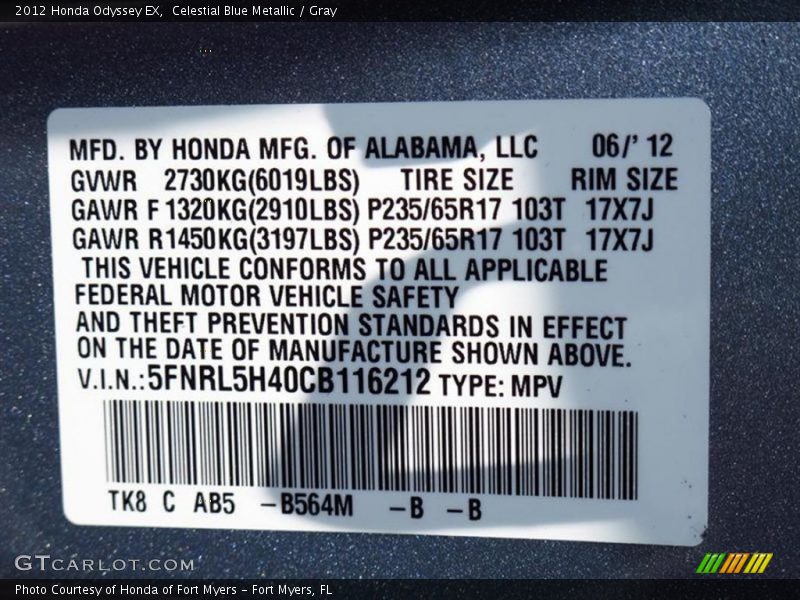 2012 Honda Odyssey EX, Celestial Blue Metallic / Gray
MFD. BY HONDA MFG. OF ALABAMA, LLC 06/' 12
GVWR 2730KG(6019LBS) TIRE SIZE RIM SIZE
GAWR F 1320KG(2910LBS) P235/65R17 103T 17X7J
GAWR R1450KG(3197LBS) P235/65R17 103T 17X7J
THIS VEHICLE CONFORMS TO ALL APPLICABLE
FEDERAL MOTOR VEHICLE SAFETY
AND THEFT PREVENTION STANDARDS IN EFFECT
ON THE DATE OF MANUFACTURE SHOWN ABOVE.
V.I.N.:5FNRL5H40CB116212 TYPE: MPV
TK8 C AB5 -B564M -B -B
GTCARLOT.COM
Photo Courtesy of Honda of Fort Myers - Fort Myers, FL